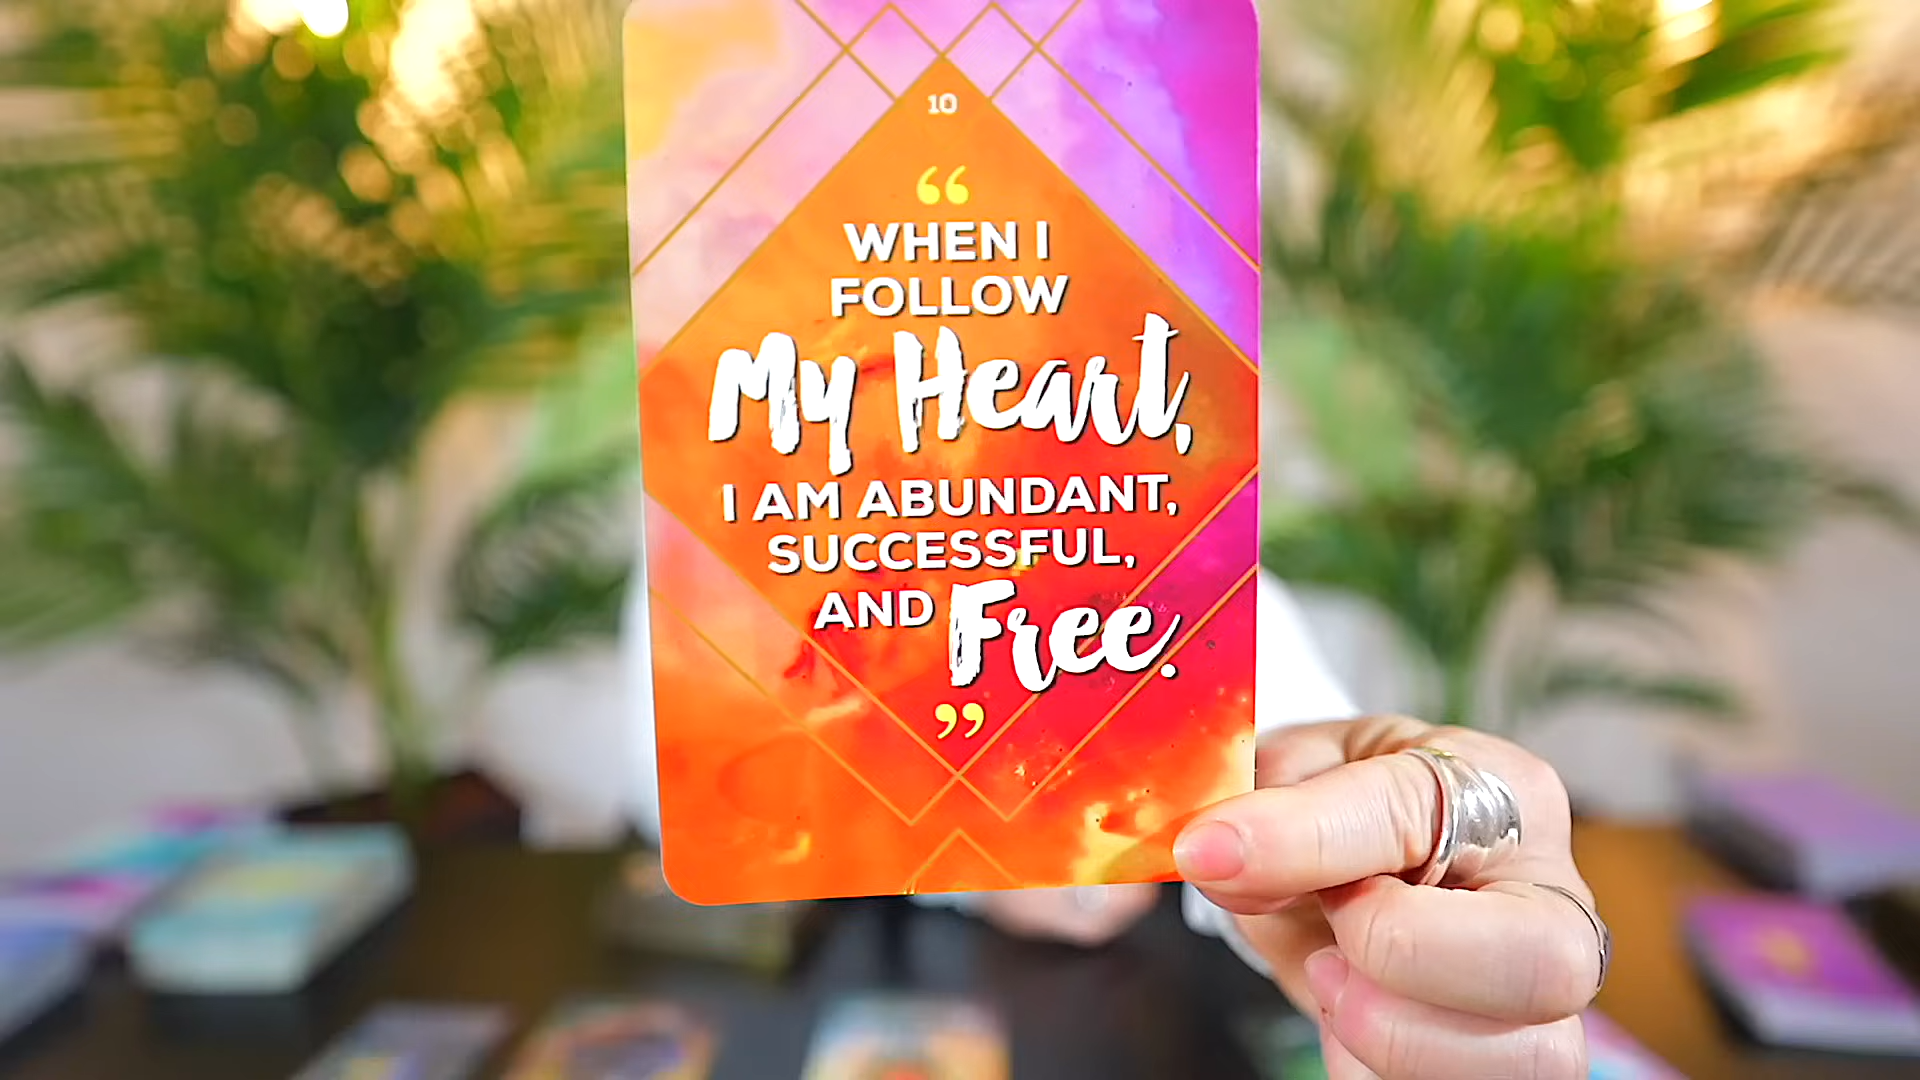 10
“
WHEN I
FOLLOW
My Heart,
I AM ABUNDANT,
SUCCESSFUL,
AND Free.
”